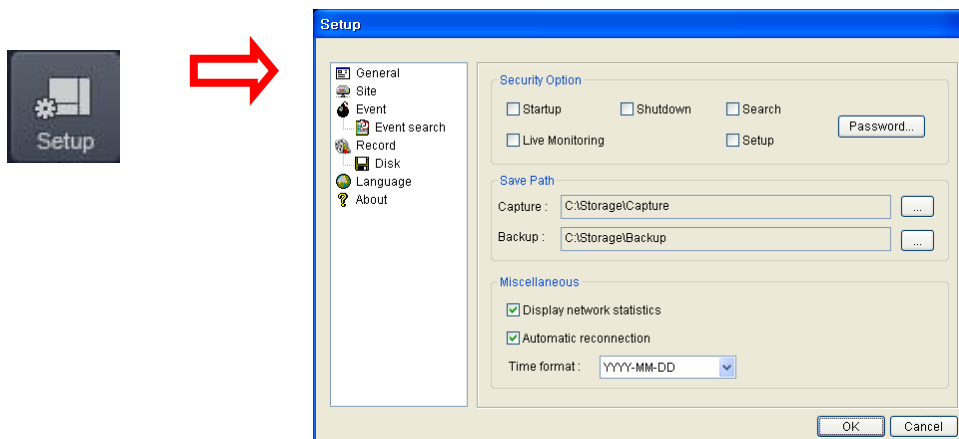 Setup
Setup
General
Site
Event
Event search
Record
Disk
Language
About
Security Option
Startup Shutdown Search
Password...
Live Monitoring Setup
Save Path
Capture : C:\Storage\Capture ...
Backup : C:\Storage\Backup ...
Miscellaneous
Display network statistics
Automatic reconnection
Time format : YYYY-MM-DD
OK Cancel